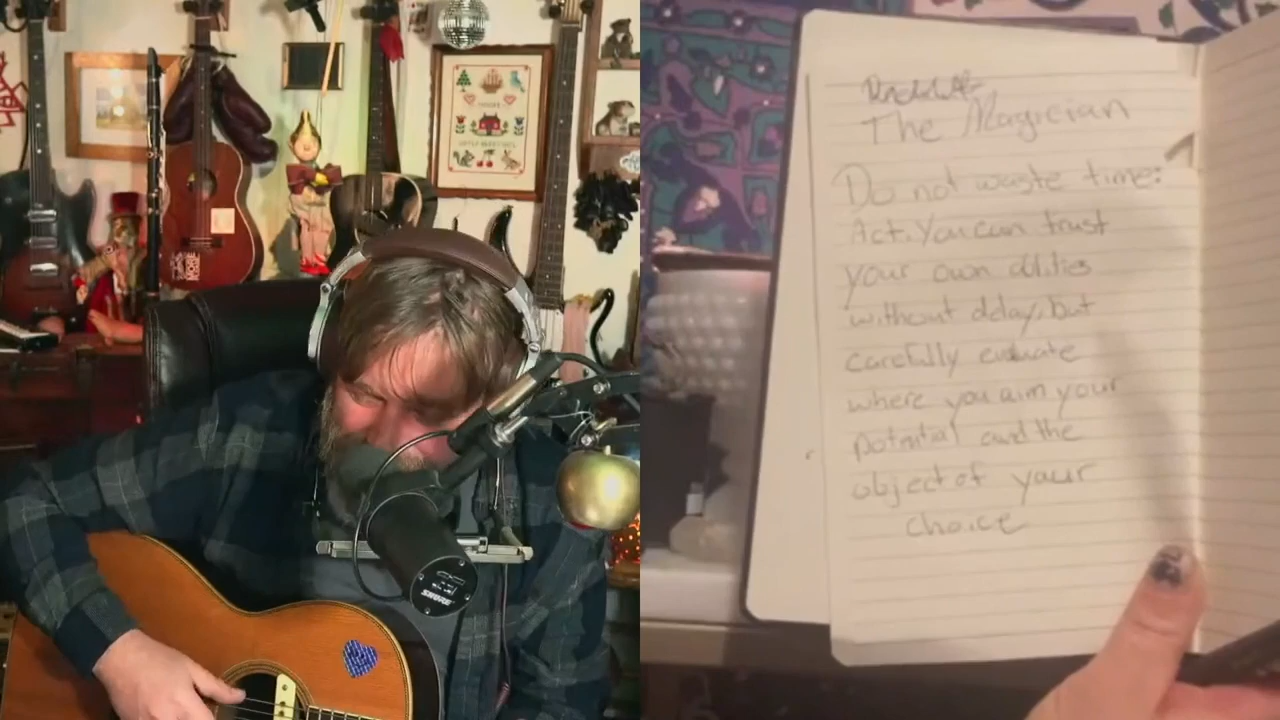 The Magician
Do not waste time:
Act. You can trust
your own abilities
without delay, but
carefully evaluate
where you aim your
potential and the
object of your
choice
SHURE